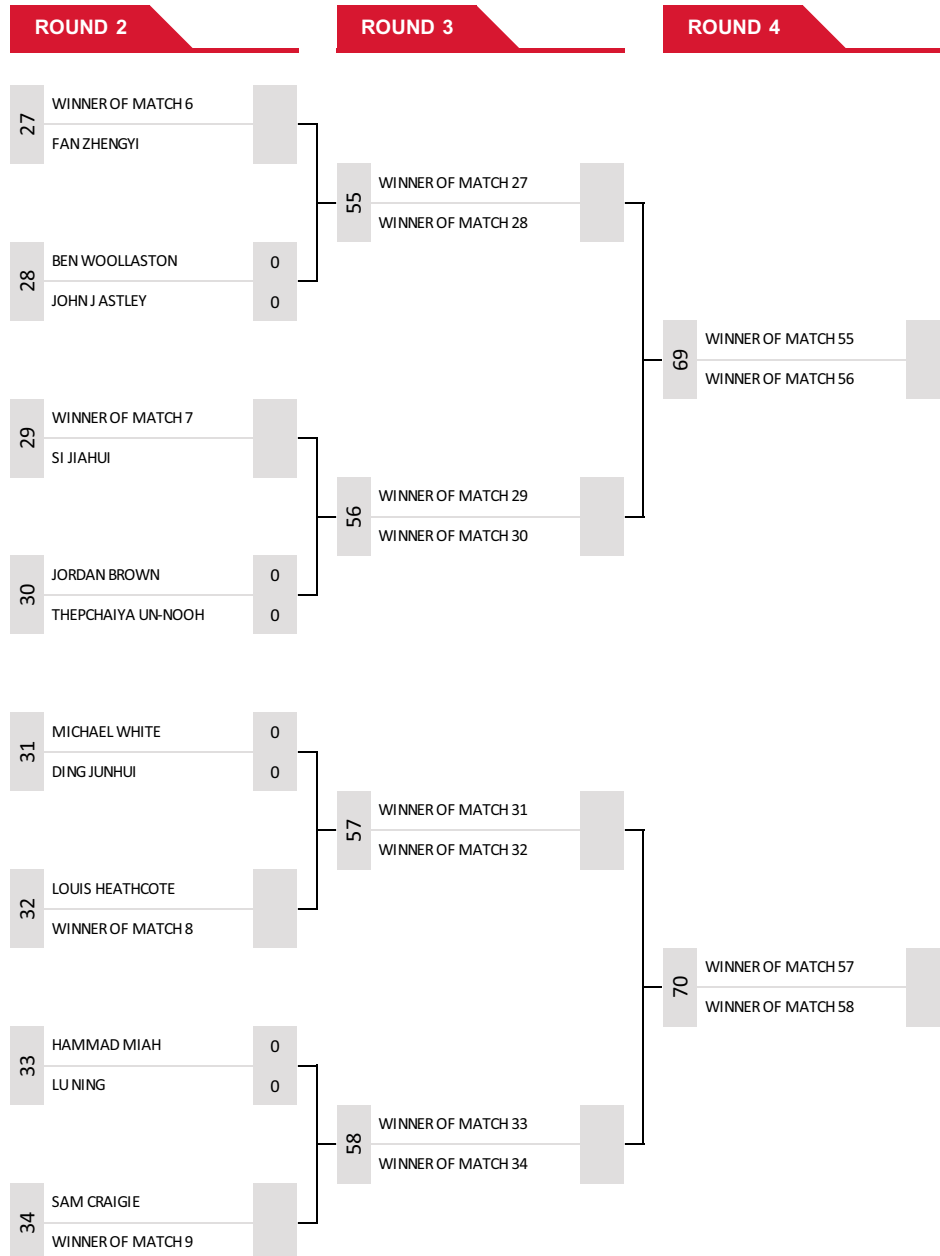 ROUND 2
ROUND 3
ROUND 4
27
WINNER OF MATCH 6
FAN ZHENGYI
28
BEN WOOLLASTON 0
JOHN J ASTLEY 0
29
WINNER OF MATCH 7
SI JIAHUI
30
JORDAN BROWN 0
THEPCHAIYA UN-NOOH 0
31
MICHAEL WHITE 0
DING JUNHUI 0
32
LOUIS HEATHCOTE
WINNER OF MATCH 8
33
HAMMAD MIAH 0
LU NING 0
34
SAM CRAIGIE
WINNER OF MATCH 9
55
WINNER OF MATCH 27
WINNER OF MATCH 28
56
WINNER OF MATCH 29
WINNER OF MATCH 30
57
WINNER OF MATCH 31
WINNER OF MATCH 32
58
WINNER OF MATCH 33
WINNER OF MATCH 34
69
WINNER OF MATCH 55
WINNER OF MATCH 56
70
WINNER OF MATCH 57
WINNER OF MATCH 58